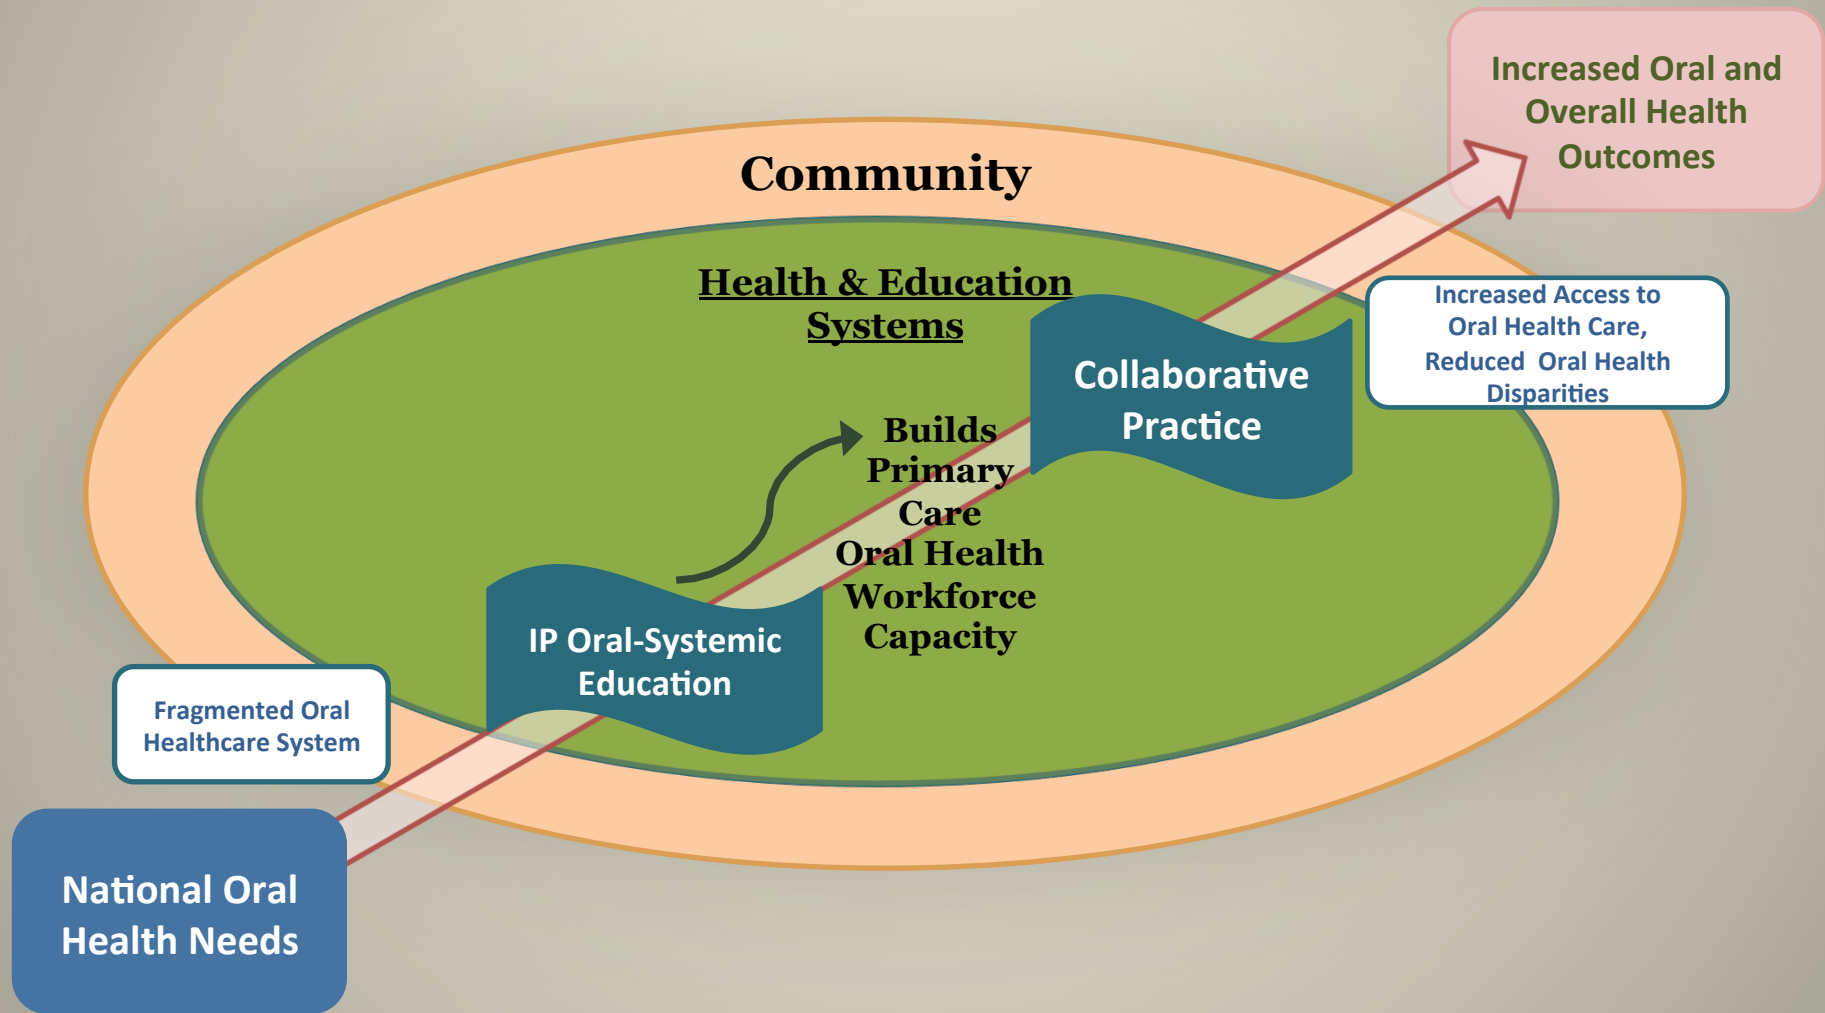 Increased Oral and
Overall Health
Outcomes
Community
Health & Education
Systems
Increased Access to
Oral Health Care,
Reduced Oral Health
Disparities
Collaborative
Practice
Builds
Primary
Care
Oral Health
Workforce
Capacity
IP Oral-Systemic
Education
Fragmented Oral
Healthcare System
National Oral
Health Needs